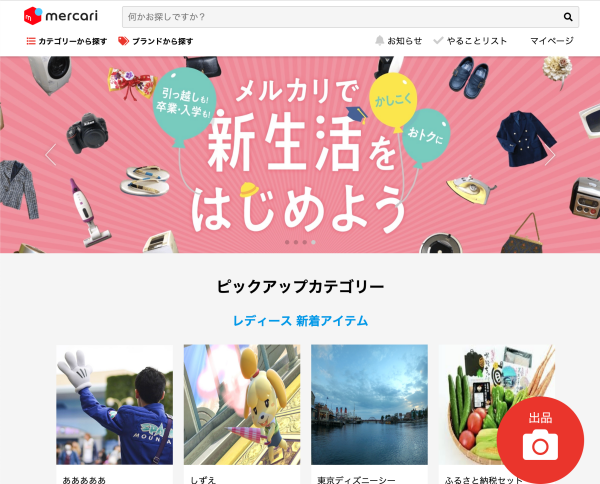 mercari
何かお探しですか？
カテゴリーから探す ブランドから探す お知らせ やることリスト マイページ
引っ越しも!
卒業・入学も!
メルカリで
かしこく
おトクに
新生活を
はじめよう
ピックアップカテゴリー
レディース 新着アイテム
出品
あああああ しずえ 東京ディズニーシー ふるさと納税セット